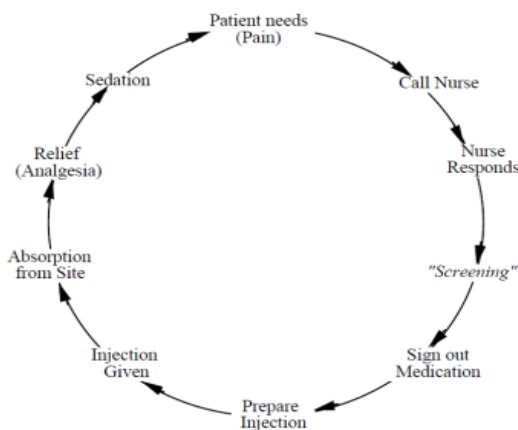 Patient needs
(Pain)
Call Nurse
Nurse
Responds
"Screening"
Sign out
Medication
Prepare
Injection
Injection
Given
Absorption
from Site
Relief
(Analgesia)
Sedation